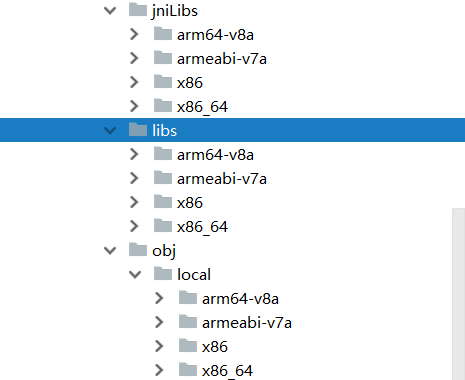 jniLibs
arm64-v8a
armeabi-v7a
x86
x86_64
libs
arm64-v8a
armeabi-v7a
x86
x86_64
obj
local
arm64-v8a
armeabi-v7a
x86
x86_64